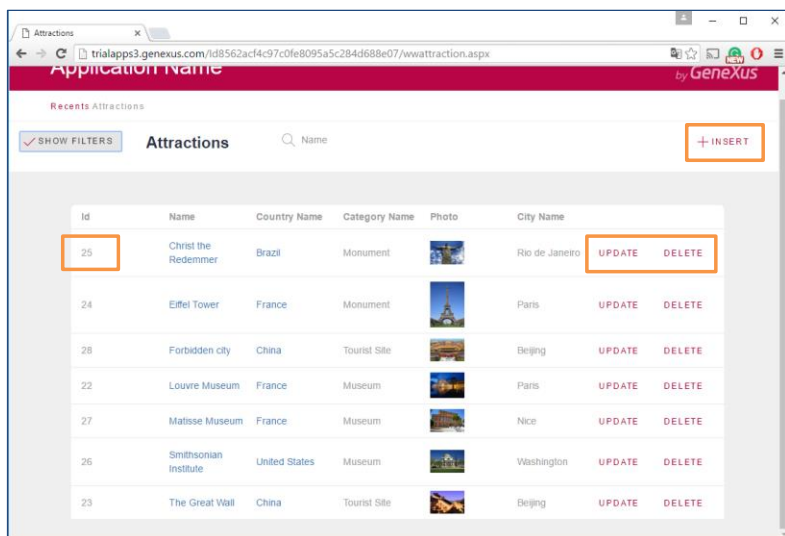 Attractions
trialapps3.genexus.com/Id8562acf4c97c0fe8095a5c284d688e07/wwattraction.aspx
Application Name
by GeneXus
Recents Attractions
SHOW FILTERS Attractions Name INSERT
Id Name Country Name Category Name Photo City Name
25 Christ the Redemmer Brazil Monument Rio de Janeiro UPDATE DELETE
24 Eiffel Tower France Monument Paris UPDATE DELETE
28 Forbidden city China Tourist Site Beijing UPDATE DELETE
22 Louvre Museum France Museum Paris UPDATE DELETE
27 Matisse Museum France Museum Nice UPDATE DELETE
26 Smithsonian Institute United States Museum Washington UPDATE DELETE
23 The Great Wall China Tourist Site Beijing UPDATE DELETE